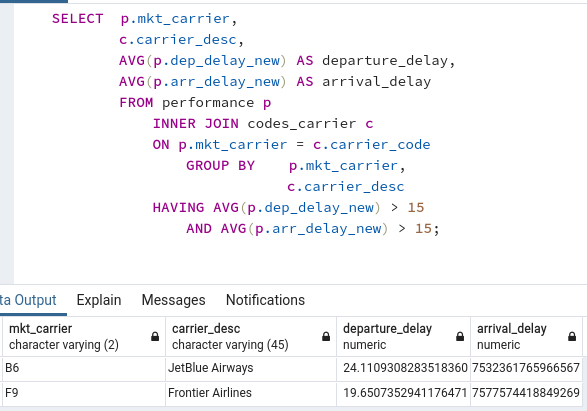 SELECT p.mkt_carrier,
c.carrier_desc,
AVG(p.dep_delay_new) AS departure_delay,
AVG(p.arr_delay_new) AS arrival_delay
FROM performance p
INNER JOIN codes_carrier c
ON p.mkt_carrier = c.carrier_code
GROUP BY p.mkt_carrier,
c.carrier_desc
HAVING AVG(p.dep_delay_new) > 15
AND AVG(p.arr_delay_new) > 15;
ta Output Explain Messages Notifications
mkt_carrier carrier_desc departure_delay arrival_delay
character varying (2) character varying (45) numeric numeric
B6 JetBlue Airways 24.1109308283518360 7532361765966567
F9 Frontier Airlines 19.6507352941176471 7577574418849269